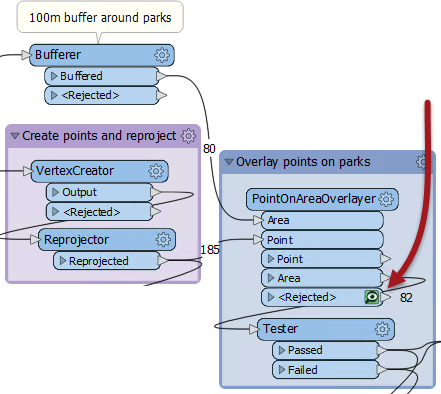 100m buffer around parks
Bufferer
Buffered
<Rejected>
Create points and reproject
80
VertexCreator
Output
<Rejected>
Reprojector
Reprojected
185
Overlay points on parks
PointOnAreaOverlayer
Area
Point
Point
Area
<Rejected>
82
Tester
Passed
Failed